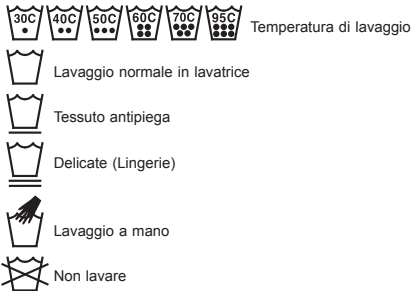 30C 40C 50C 60C 70C 95C Temperatura di lavaggio
Lavaggio normale in lavatrice
Tessuto antipiega
Delicate (Lingerie)
Lavaggio a mano
Non lavare